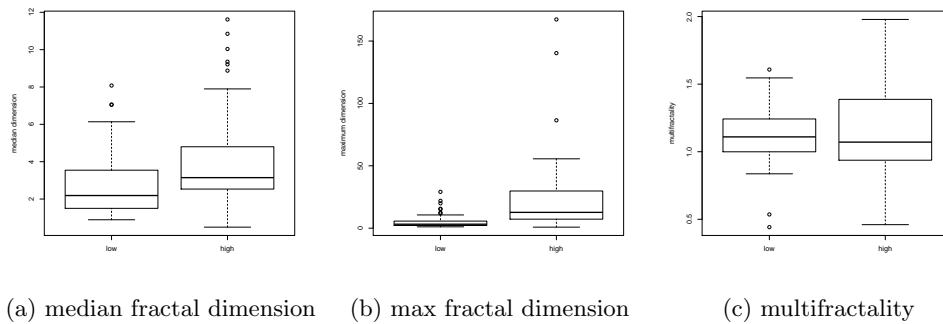 12
10
8
6
4
2
median dimension
low
high
150
100
50
0
maximum dimension
low
high
2.0
1.5
1.0
0.5
multifractality
low
high
(a) median fractal dimension
(b) max fractal dimension
(c) multifractality